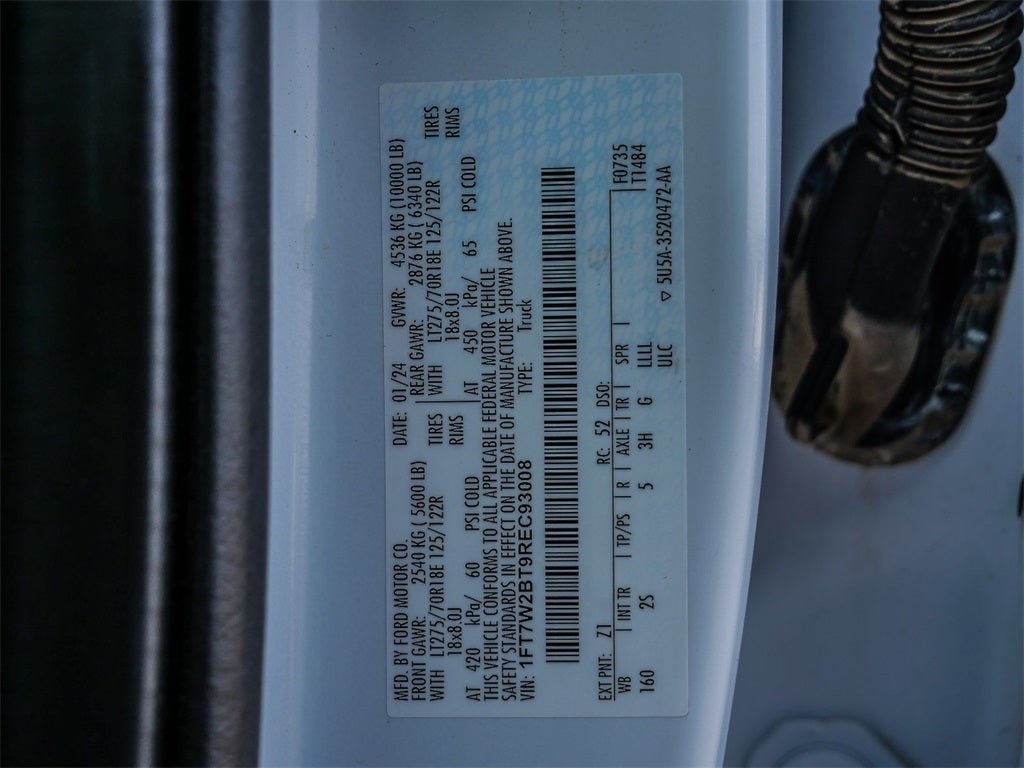 MFD. BY FORD MOTOR CO.
DATE: 01/24 GVWR: 4536 KG (10000 LB)
FRONT GAWR: 2540 KG ( 5600 LB)
REAR GAWR: 2876 KG ( 6340 LB)
WITH LT275/70R18E 125/122R TIRES
WITH LT275/70R18E 125/122R TIRES
18x8.0J RIMS
18x8.0J RIMS
AT 420 kPa/ 60 PSI COLD
AT 450 kPa/ 65 PSI COLD
THIS VEHICLE CONFORMS TO ALL APPLICABLE FEDERAL MOTOR VEHICLE
SAFETY STANDARDS IN EFFECT ON THE DATE OF MANUFACTURE SHOWN ABOVE.
VIN: 1FT7W2BT9REC93008 TYPE: Truck
EXT PNT: Z1 RC: 52 DSO: F0735
WB INT TR TP/PS R AXLE TR SPR T1484
160 2S 5 3H G LLLL
ULC ▽ 5U5A-3520472-AA